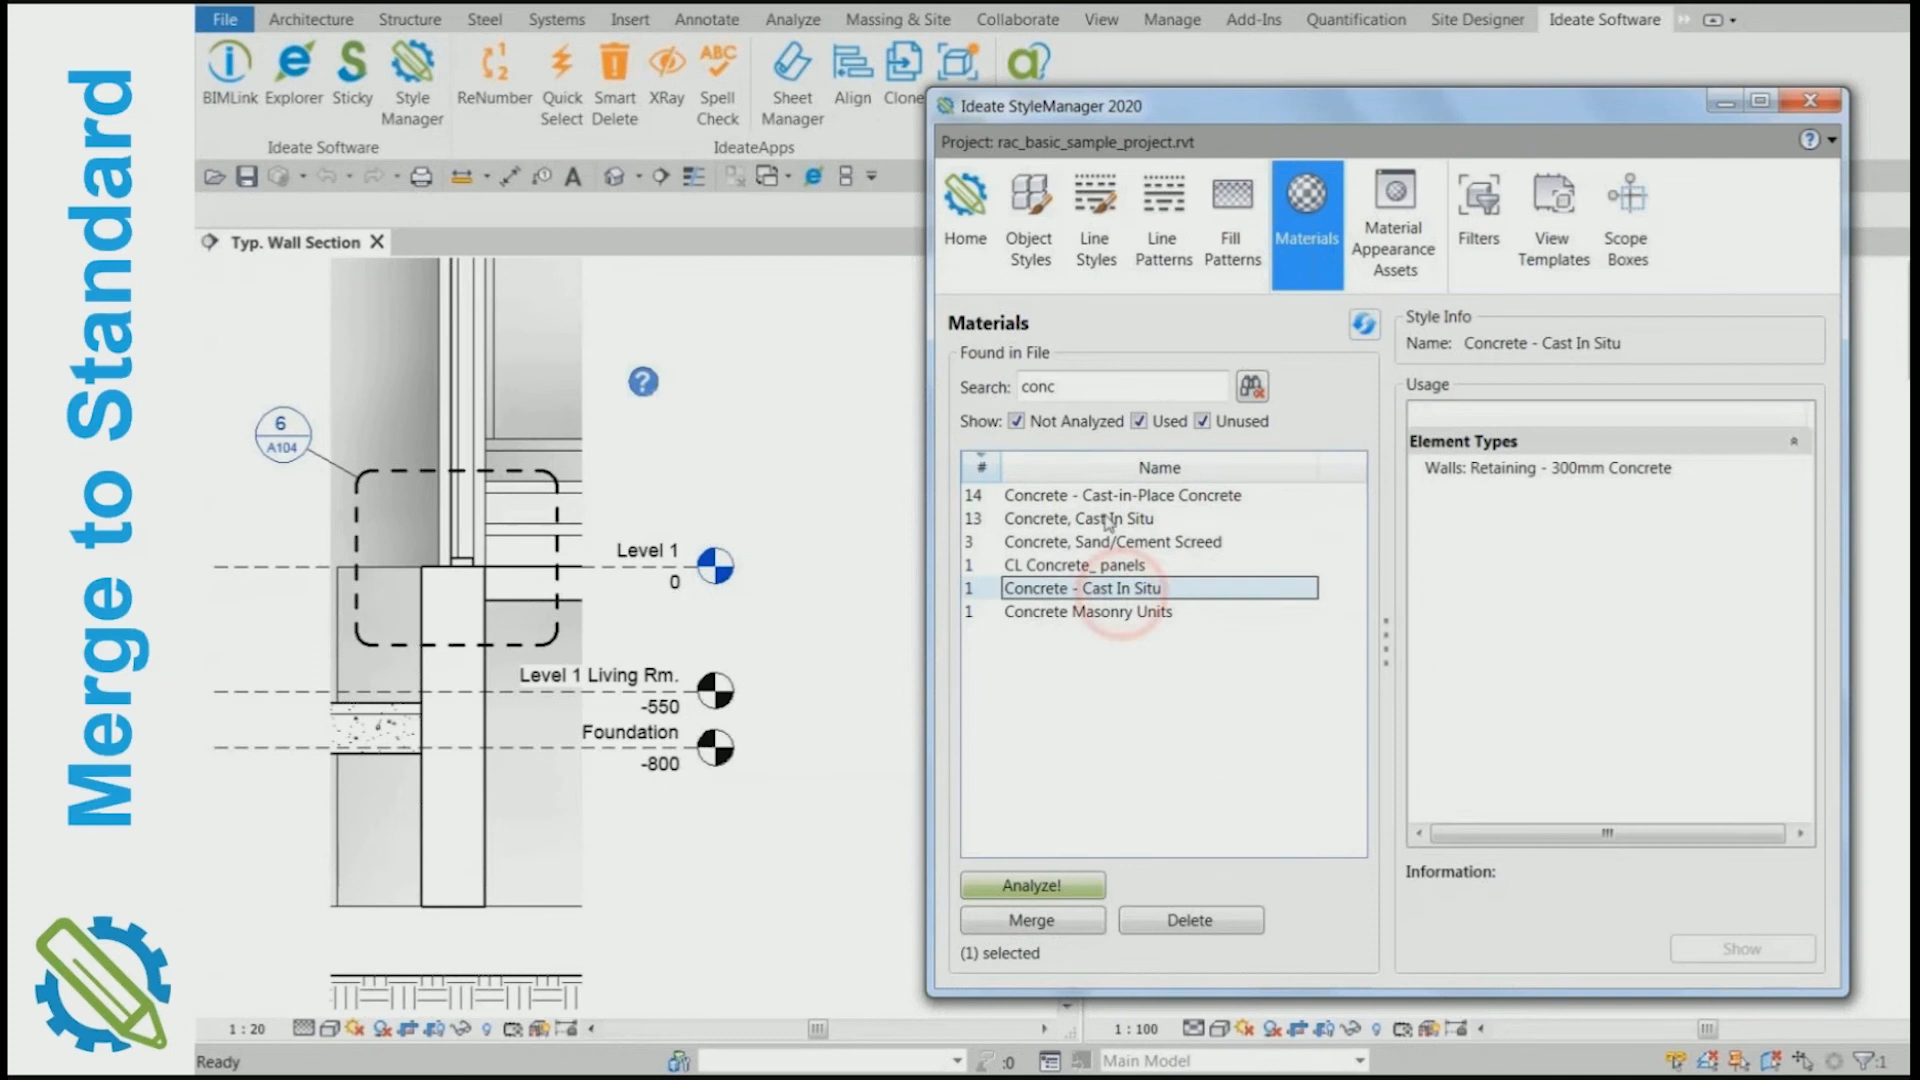 Merge to Standard
File Architecture Structure Steel Systems Insert Annotate Analyze Massing & Site Collaborate View Manage Add-Ins Quantification Site Designer Ideate Software
BIMLink Explorer Sticky Style Manager ReNumber Quick Select Smart Delete XRay Spell Check Sheet Manager Align Clone
ABC
Ideate Software IdeateApps
Typ. Wall Section
6
A104
Level 1
0
Level 1 Living Rm.
-550
Foundation
-800
1 : 20
1 : 100
Ready
:0
Main Model
:1
Ideate StyleManager 2020
Project: rac_basic_sample_project.rvt
Home
Object Styles
Line Styles
Line Patterns
Fill Patterns
Materials
Material Appearance Assets
Filters
View Templates
Scope Boxes
Materials
Found in File
Search: conc
Show: Not Analyzed Used Unused
# Name
14 Concrete - Cast-in-Place Concrete
13 Concrete, Cast In Situ
3 Concrete, Sand/Cement Screed
1 CL Concrete_ panels
1 Concrete - Cast In Situ
1 Concrete Masonry Units
Analyze!
Merge Delete
(1) selected
Style Info
Name: Concrete - Cast In Situ
Usage
Element Types
Walls: Retaining - 300mm Concrete
Information:
Show